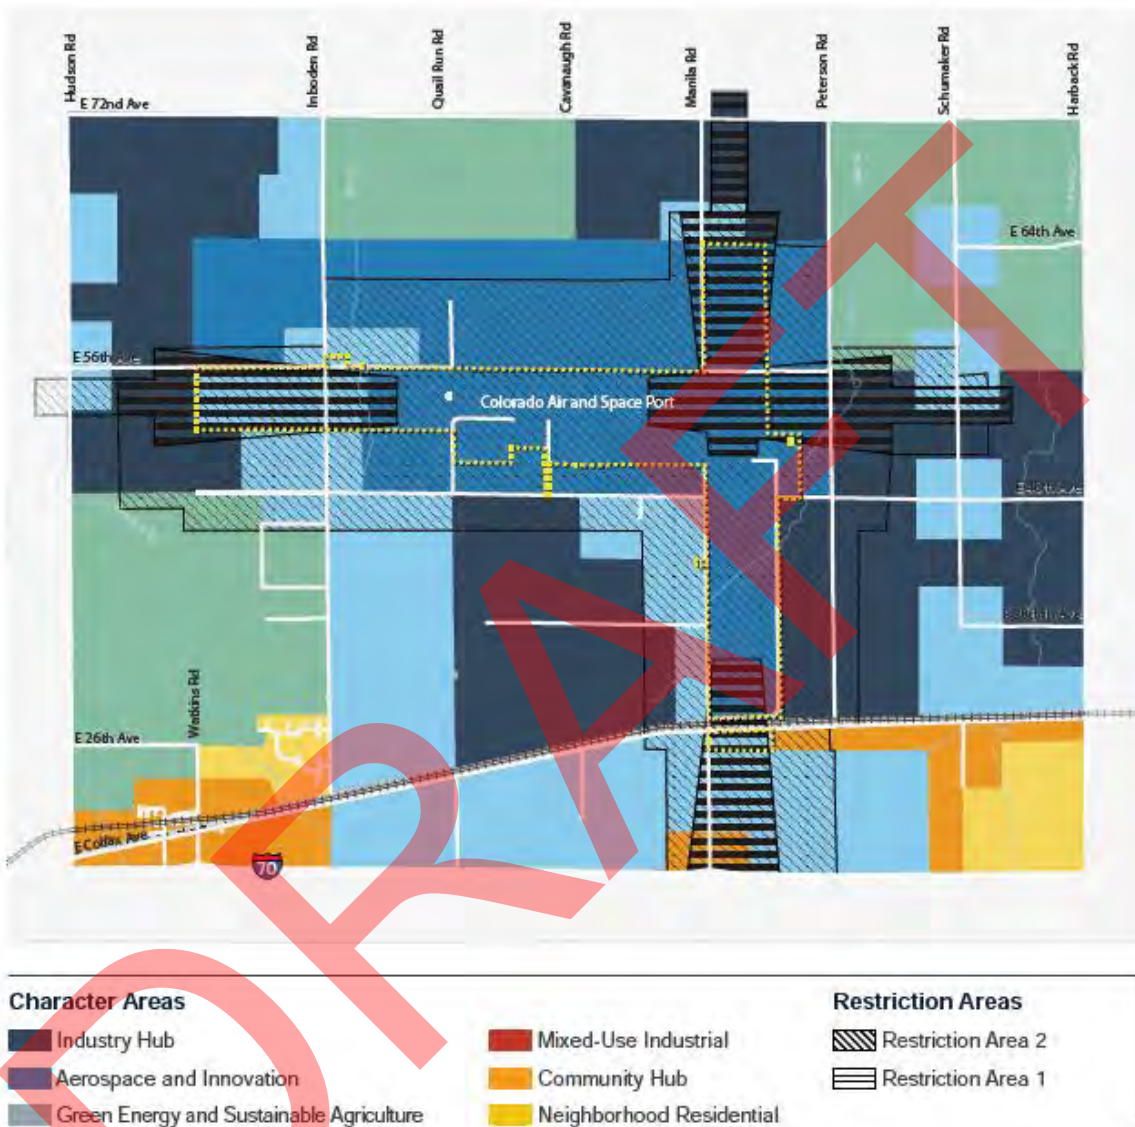 Hudson Rd
Inboden Rd
Quail Run Rd
Cavanaugh Rd
Manila Rd
Peterson Rd
Schumaker Rd
Harback Rd
E 72nd Ave
E 64th Ave
E 56th Ave
Colorado Air and Space Port
E 48th Ave
Watkins Rd
E 26th Ave
E Colfax Ave
70
DRAFT
Character Areas
Industry Hub
Aerospace and Innovation
Green Energy and Sustainable Agriculture
Mixed-Use Industrial
Community Hub
Neighborhood Residential
Restriction Areas
Restriction Area 2
Restriction Area 1